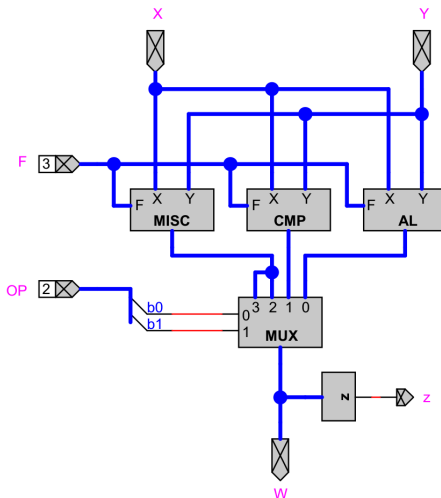 X Y
F 3
X Y X Y X Y
F F F
MISC CMP AL
OP 2
b0
b1
3 2 1 0
0
1
MUX
z z
W